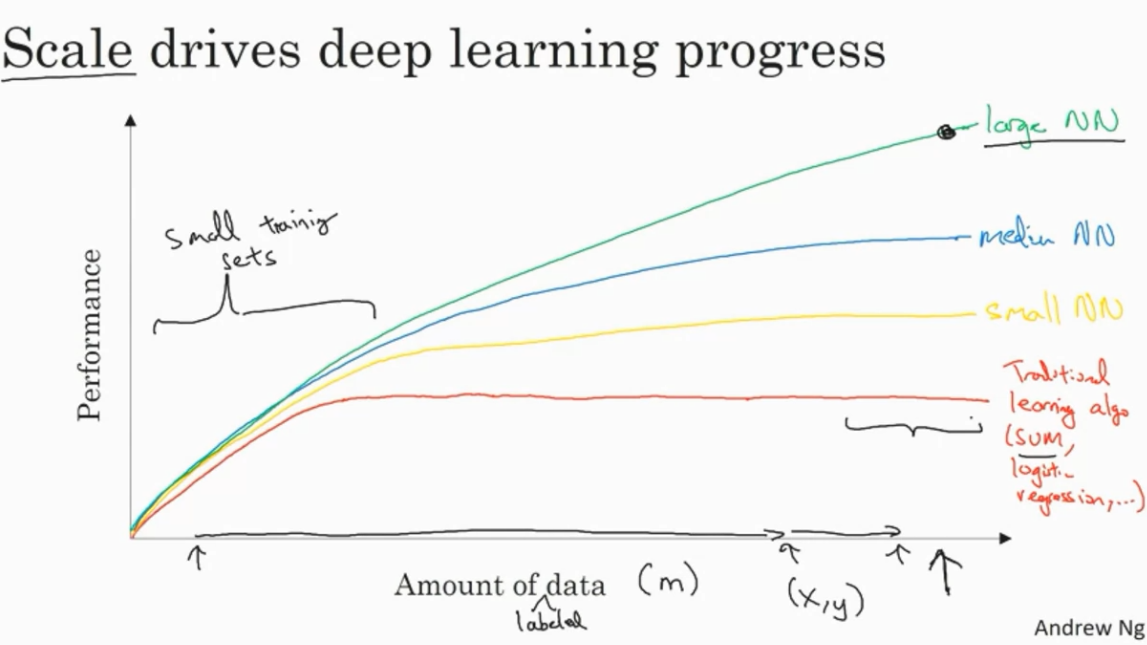 Scale drives deep learning progress
large NN
small training
sets
medium NN
small NN
Performance
Traditional
learning algo
(SVM,
logistic
regression,...)
Amount of data (m)
labeled
(x,y)
Andrew Ng